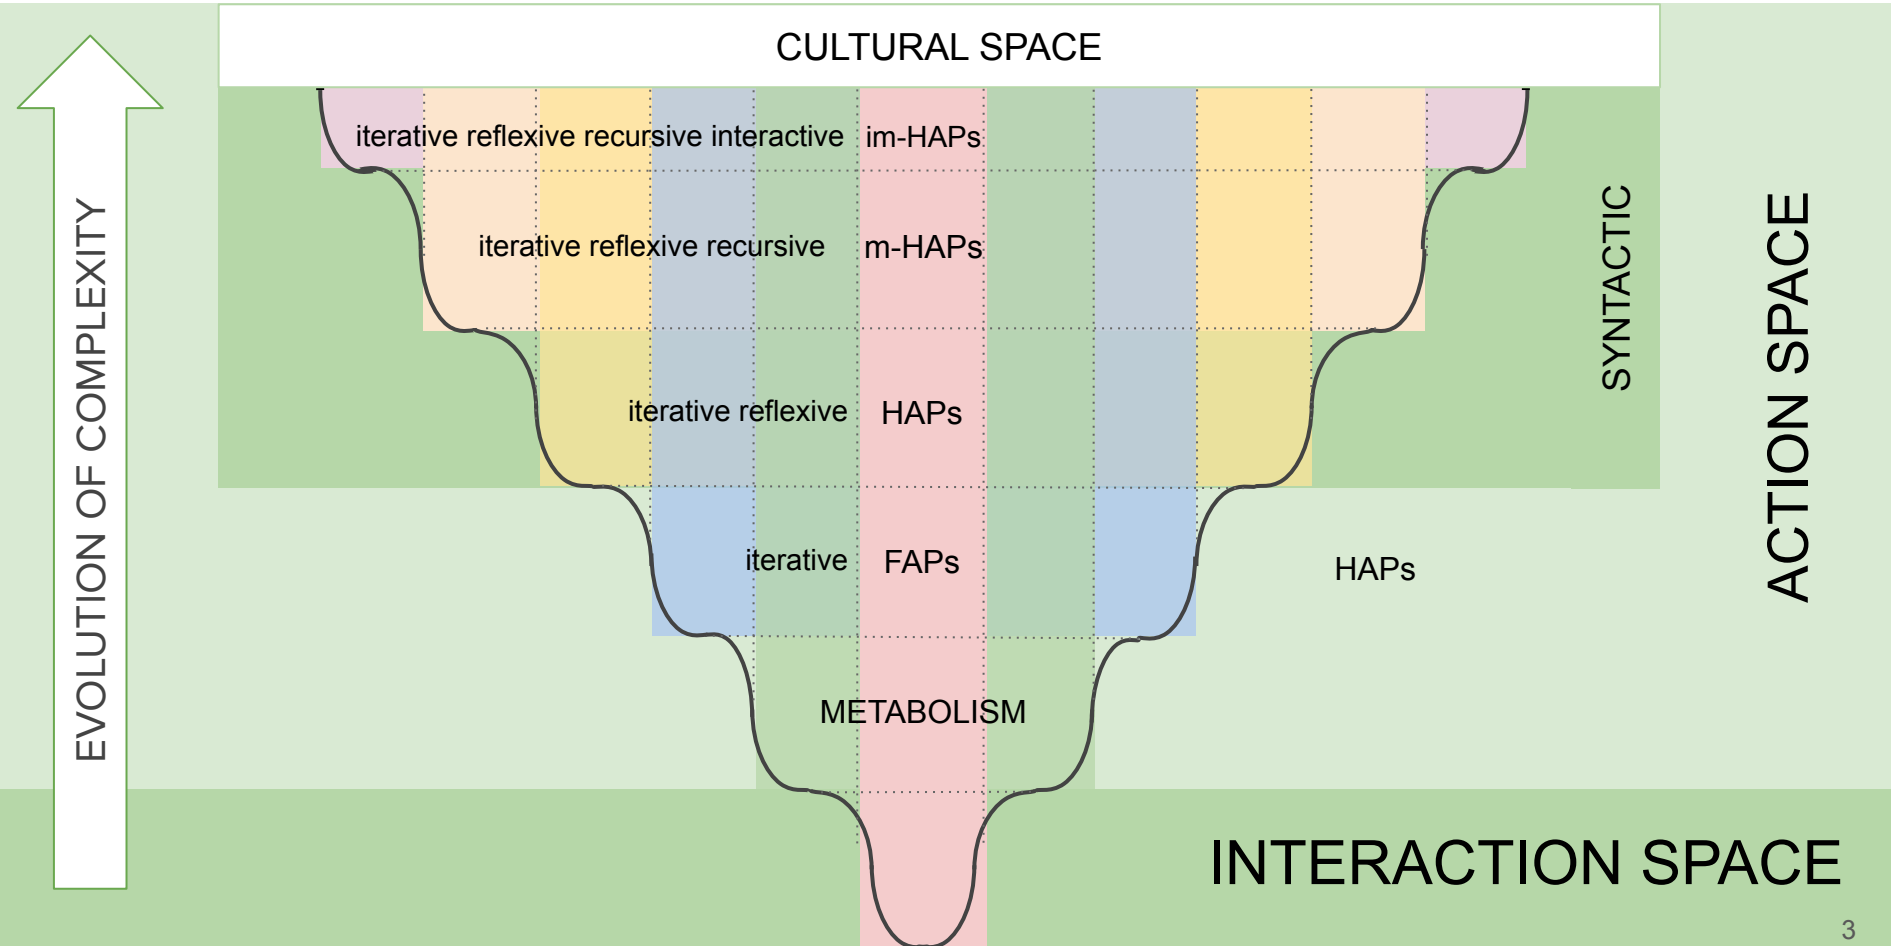 CULTURAL SPACE
iterative reflexive recursive interactive im-HAPs
iterative reflexive recursive m-HAPs
iterative reflexive HAPs
iterative FAPs
HAPs
METABOLISM
EVOLUTION OF COMPLEXITY
SYNTACTIC
ACTION SPACE
INTERACTION SPACE
3